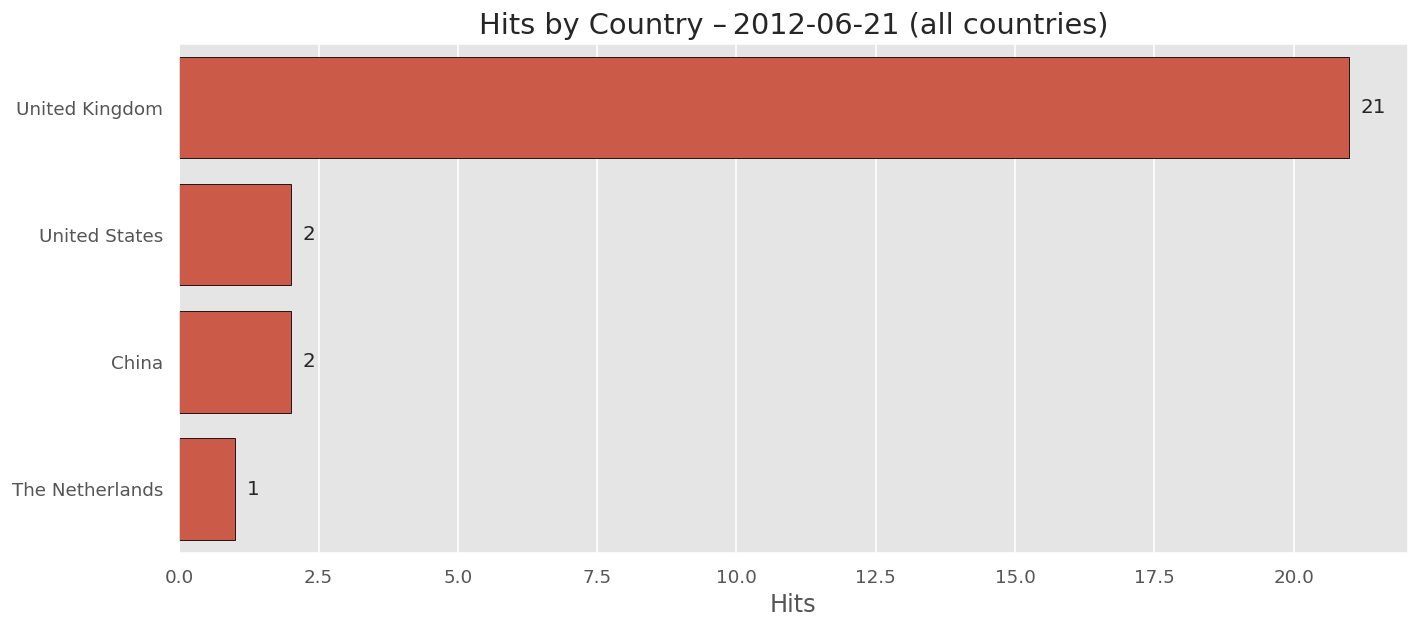 Hits by Country – 2012-06-21 (all countries)
United Kingdom 21
United States 2
China 2
The Netherlands 1
0.0 2.5 5.0 7.5 10.0 12.5 15.0 17.5 20.0
Hits